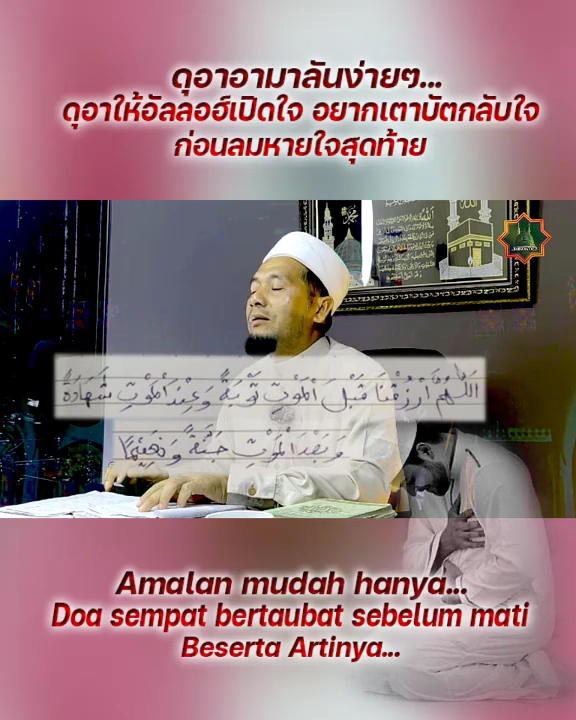 ดุอาอามาลันง่ายๆ...
ดุอาให้อัลลอฮ์เปิดใจ อยากเตาบัตกลับใจ
ก่อนลมหายใจสุดท้าย
اَللّٰهُمَّ ارْزُقْنَا قَبْلَ الْمَوْتِ تَوْبَةً وَعِنْدَ الْمَوْتِ شَهَادَةً
وَبَعْدَ الْمَوْتِ جَنَّةً وَنَعِيْمًا
Amalan mudah hanya...
Doa sempat bertaubat sebelum mati
Beserta Artinya...